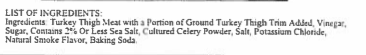 LIST OF INGREDIENTS:
Ingredients Turkey Thigh Meat with a Portion of Ground Turkey Thigh Trim Added, Vinegar,
Sugar, Contains 2% Or Less Sea Salt, Cultured Celery Powder, Salt, Potassium Chloride,
Natural Smoke Flavor, Baking Soda.